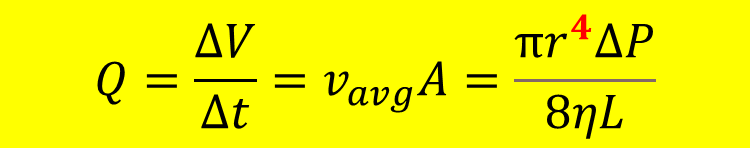 Q = ΔV/Δt = v_avg A = πr⁴ΔP/8ηL